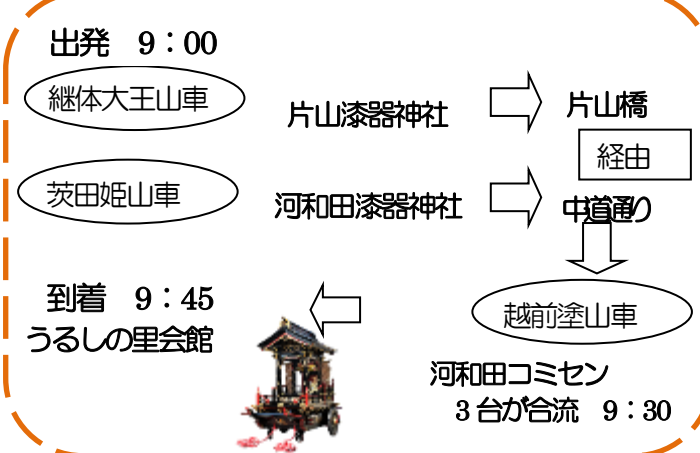 出発　9：00
継体大王山車
片山漆器神社
片山橋
経由
茨田姫山車
河和田漆器神社
中道通り
到着　9：45
うるしの里会館
越前塗山車
河和田コミセン
3台が合流　9：30